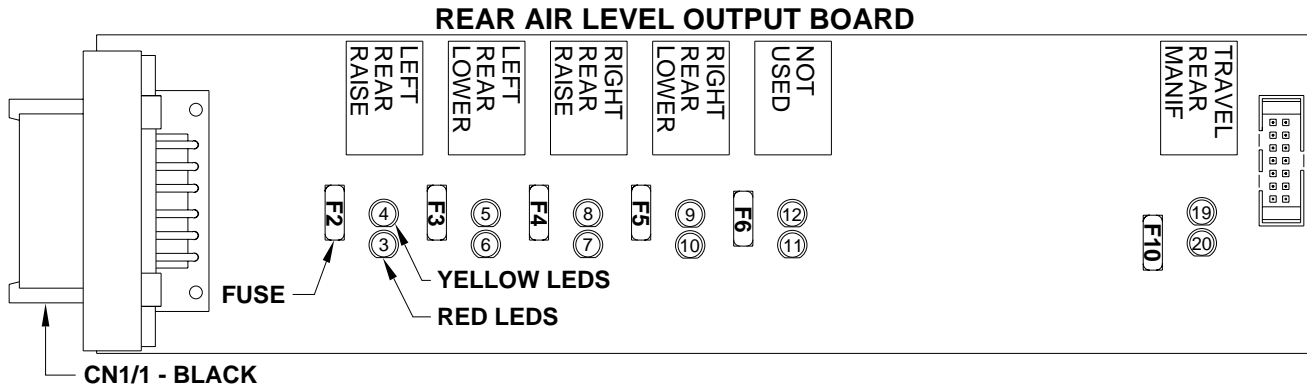 REAR AIR LEVEL OUTPUT BOARD
LEFT
REAR
RAISE
LEFT
REAR
LOWER
RIGHT
REAR
RAISE
RIGHT
REAR
LOWER
NOT
USED
TRAVEL
REAR
MANIF
F2
4
3
F3
5
6
F4
8
7
F5
9
10
F6
12
11
F10
19
20
FUSE
YELLOW LEDS
RED LEDS
CN1/1 - BLACK